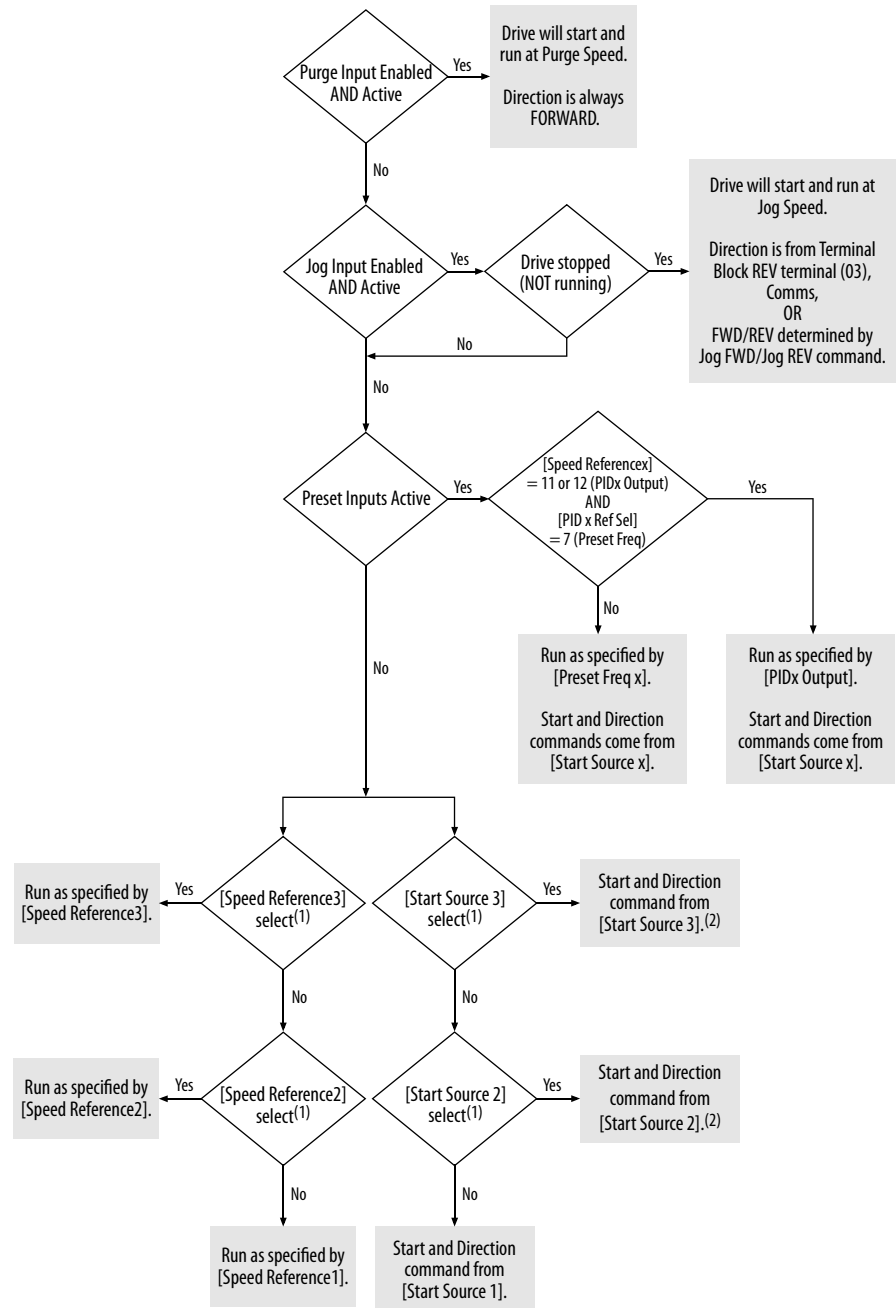 Purge Input Enabled
AND Active
Yes
Drive will start and
run at Purge Speed.
Direction is always
FORWARD.
No
Jog Input Enabled
AND Active
Yes
Drive stopped
(NOT running)
Yes
Drive will start and run at
Jog Speed.
Direction is from Terminal
Block REV terminal (03),
Comms,
OR
FWD/REV determined by
Jog FWD/Jog REV command.
No
No
Preset Inputs Active
Yes
[Speed Referencex]
= 11 or 12 (PIDx Output)
AND
[PID x Ref Sel]
= 7 (Preset Freq)
Yes
No
Run as specified by
[Preset Freq x].
Start and Direction
commands come from
[Start Source x].
Run as specified by
[PIDx Output].
Start and Direction
commands come from
[Start Source x].
No
Run as specified by
[Speed Reference3].
Yes
[Speed Reference3]
select(1)
[Start Source 3]
select(1)
Yes
Start and Direction
command from
[Start Source 3].(2)
No
No
Run as specified by
[Speed Reference2].
Yes
[Speed Reference2]
select(1)
[Start Source 2]
select(1)
Yes
Start and Direction
command from
[Start Source 2].(2)
No
No
Run as specified by
[Speed Reference1].
Start and Direction
command from
[Start Source 1].